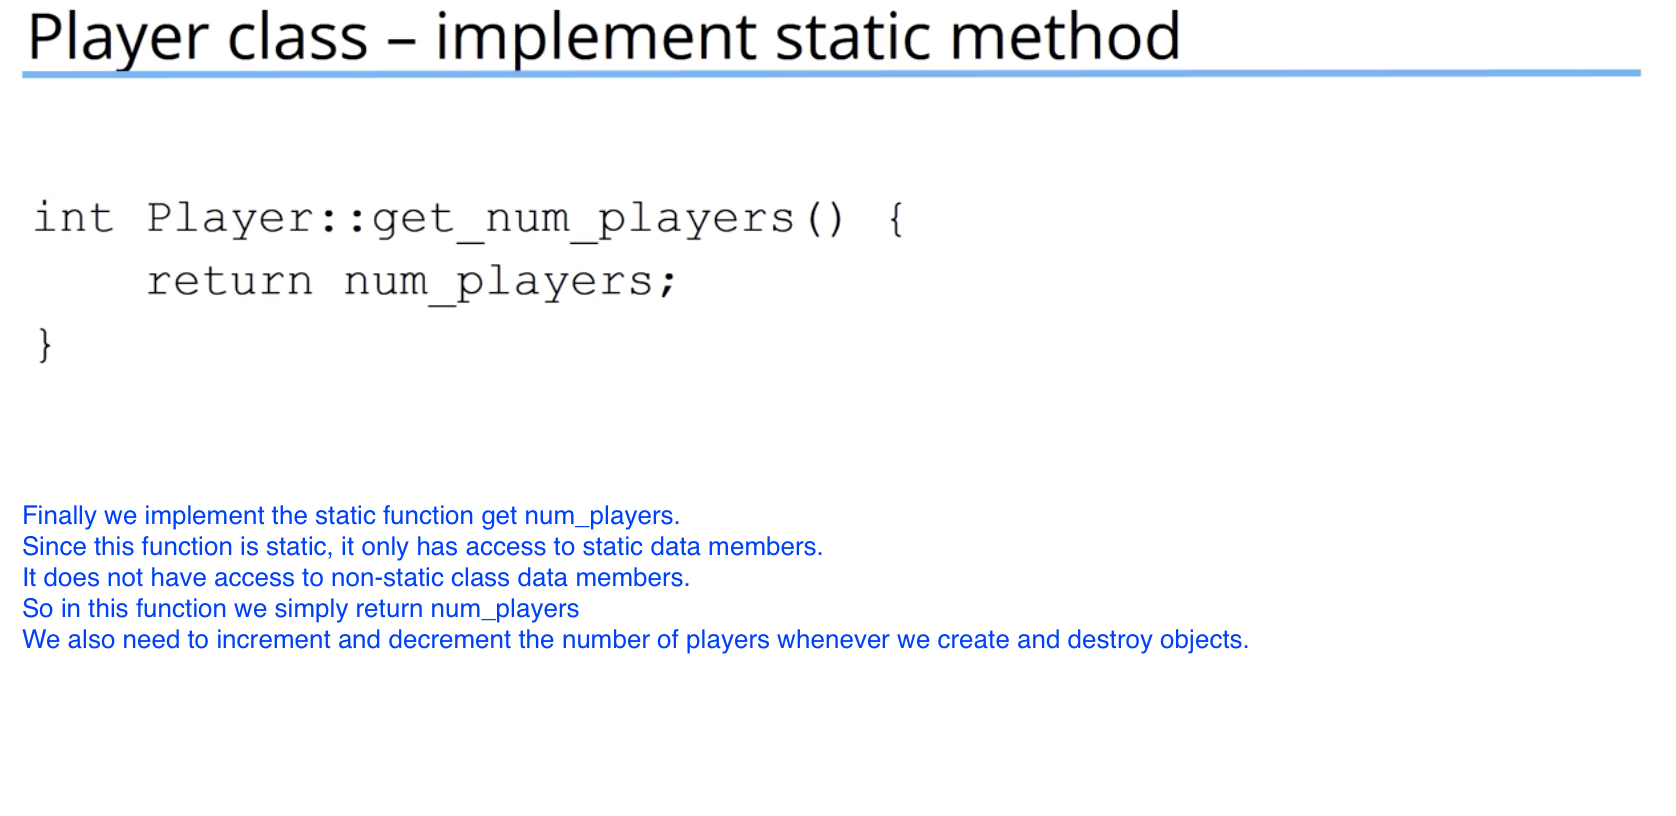 Player class – implement static method
int Player::get_num_players() {
    return num_players;
}
Finally we implement the static function get num_players.
Since this function is static, it only has access to static data members.
It does not have access to non-static class data members.
So in this function we simply return num_players
We also need to increment and decrement the number of players whenever we create and destroy objects.